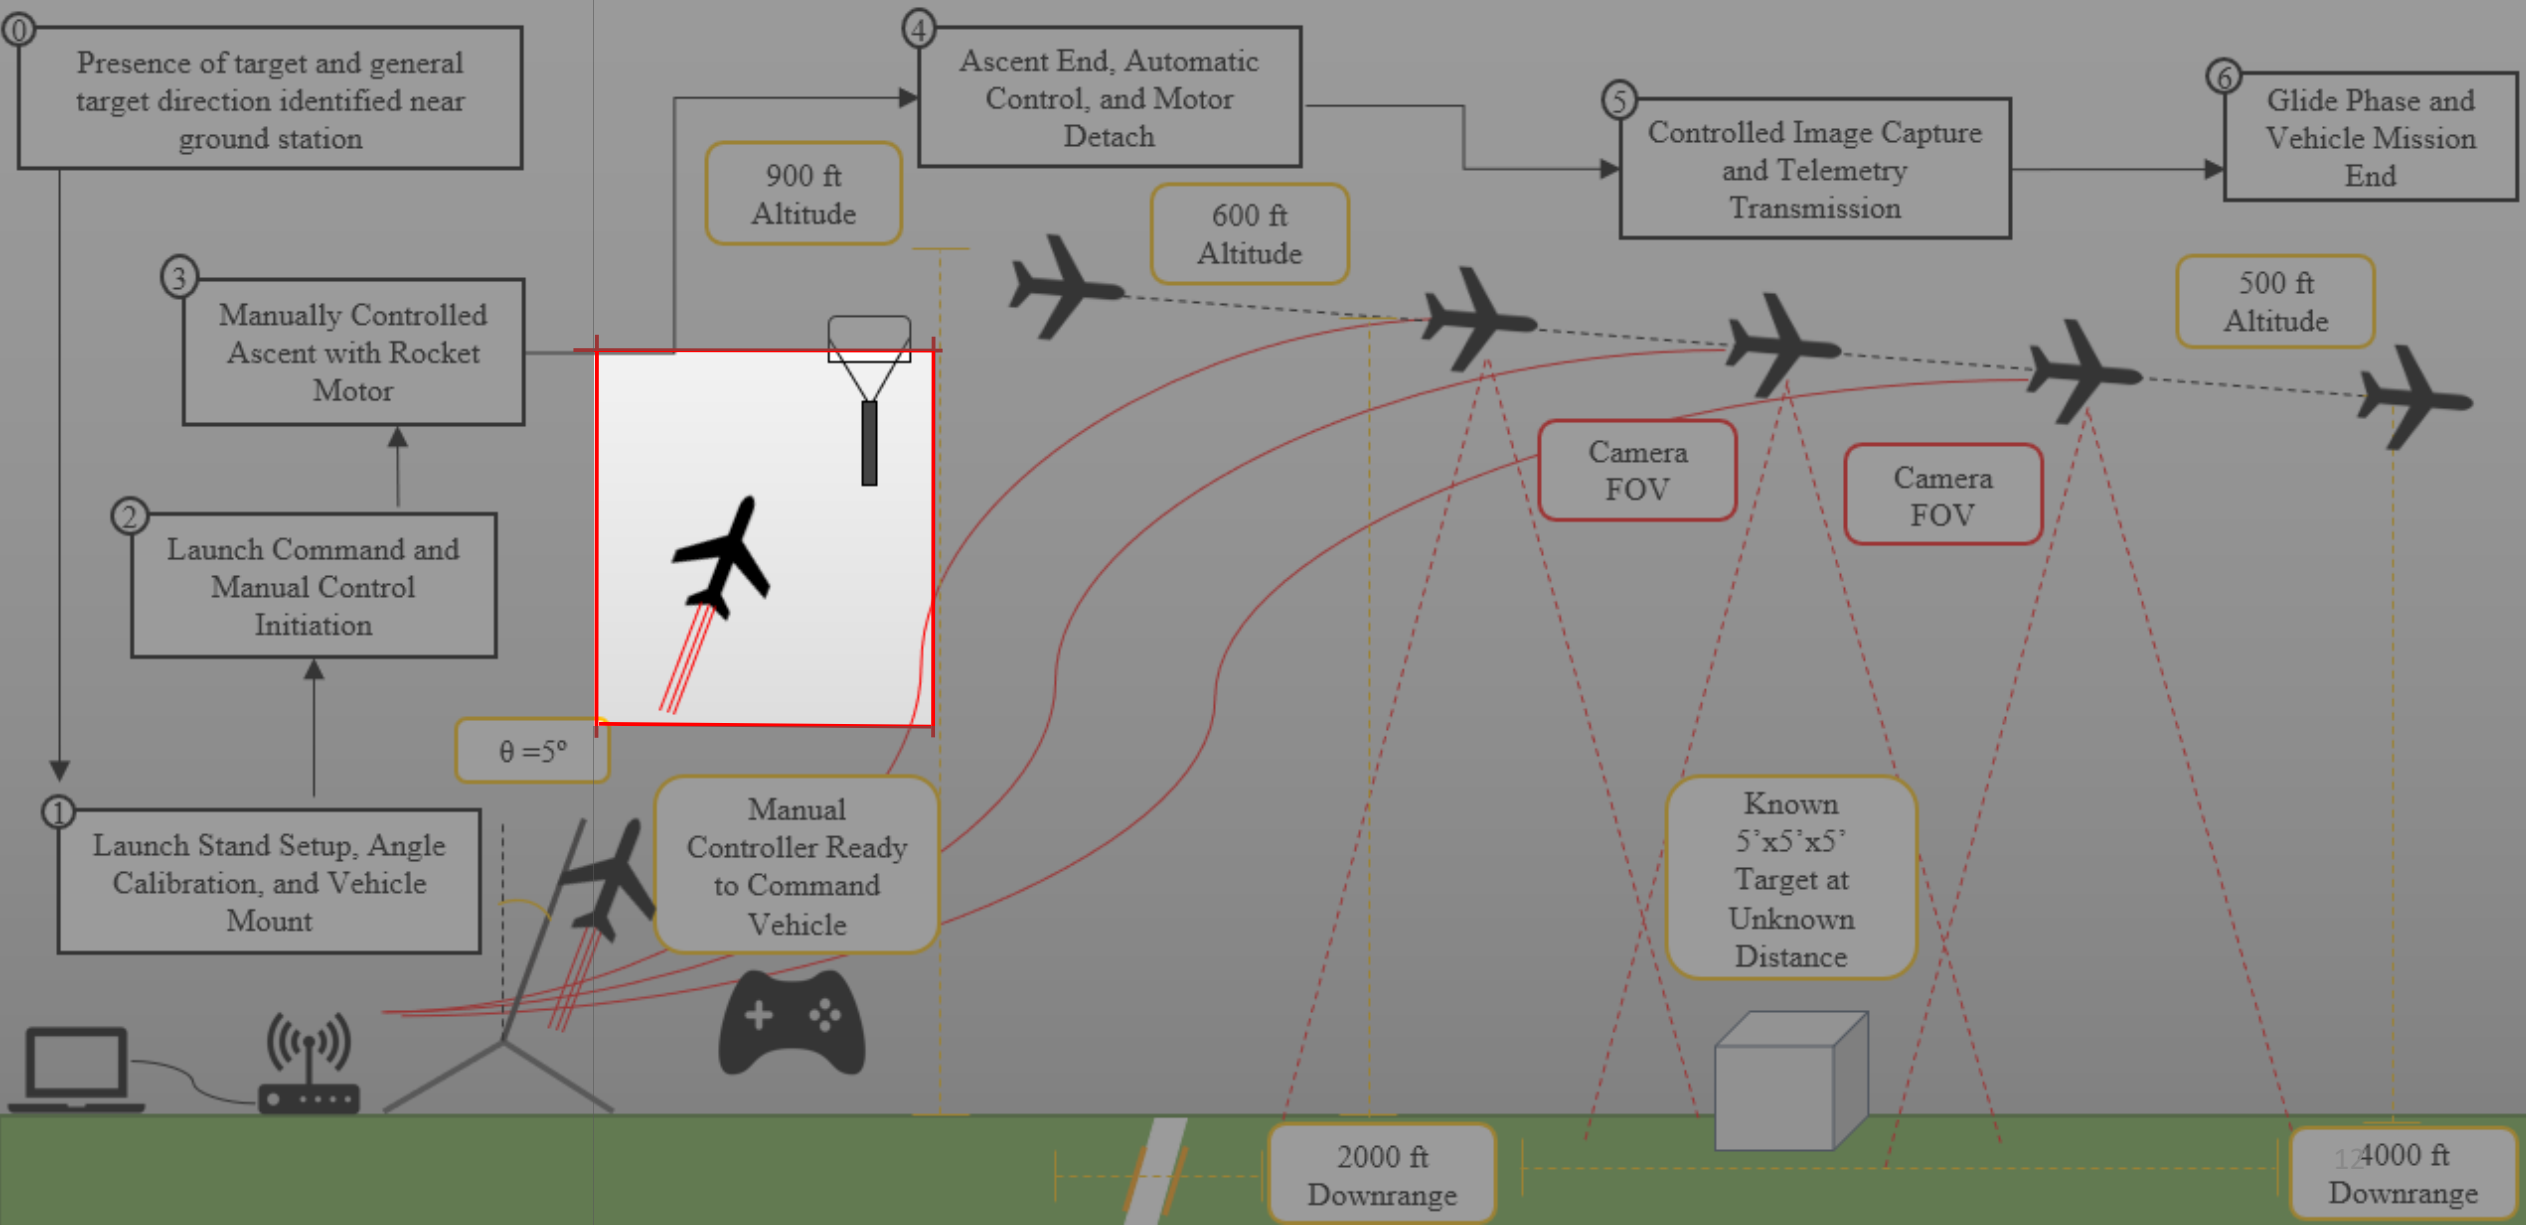 0
Presence of target and general
target direction identified near
ground station
4
Ascent End, Automatic
Control, and Motor
Detach
6
Glide Phase and
Vehicle Mission
End
5
Controlled Image Capture
and Telemetry
Transmission
900 ft
Altitude
600 ft
Altitude
500 ft
Altitude
3
Manually Controlled
Ascent with Rocket
Motor
Camera
FOV
Camera
FOV
2
Launch Command and
Manual Control
Initiation
θ =5°
1
Launch Stand Setup, Angle
Calibration, and Vehicle
Mount
Manual
Controller Ready
to Command
Vehicle
Known
5’x5’x5’
Target at
Unknown
Distance
2000 ft
Downrange
12
4000 ft
Downrange